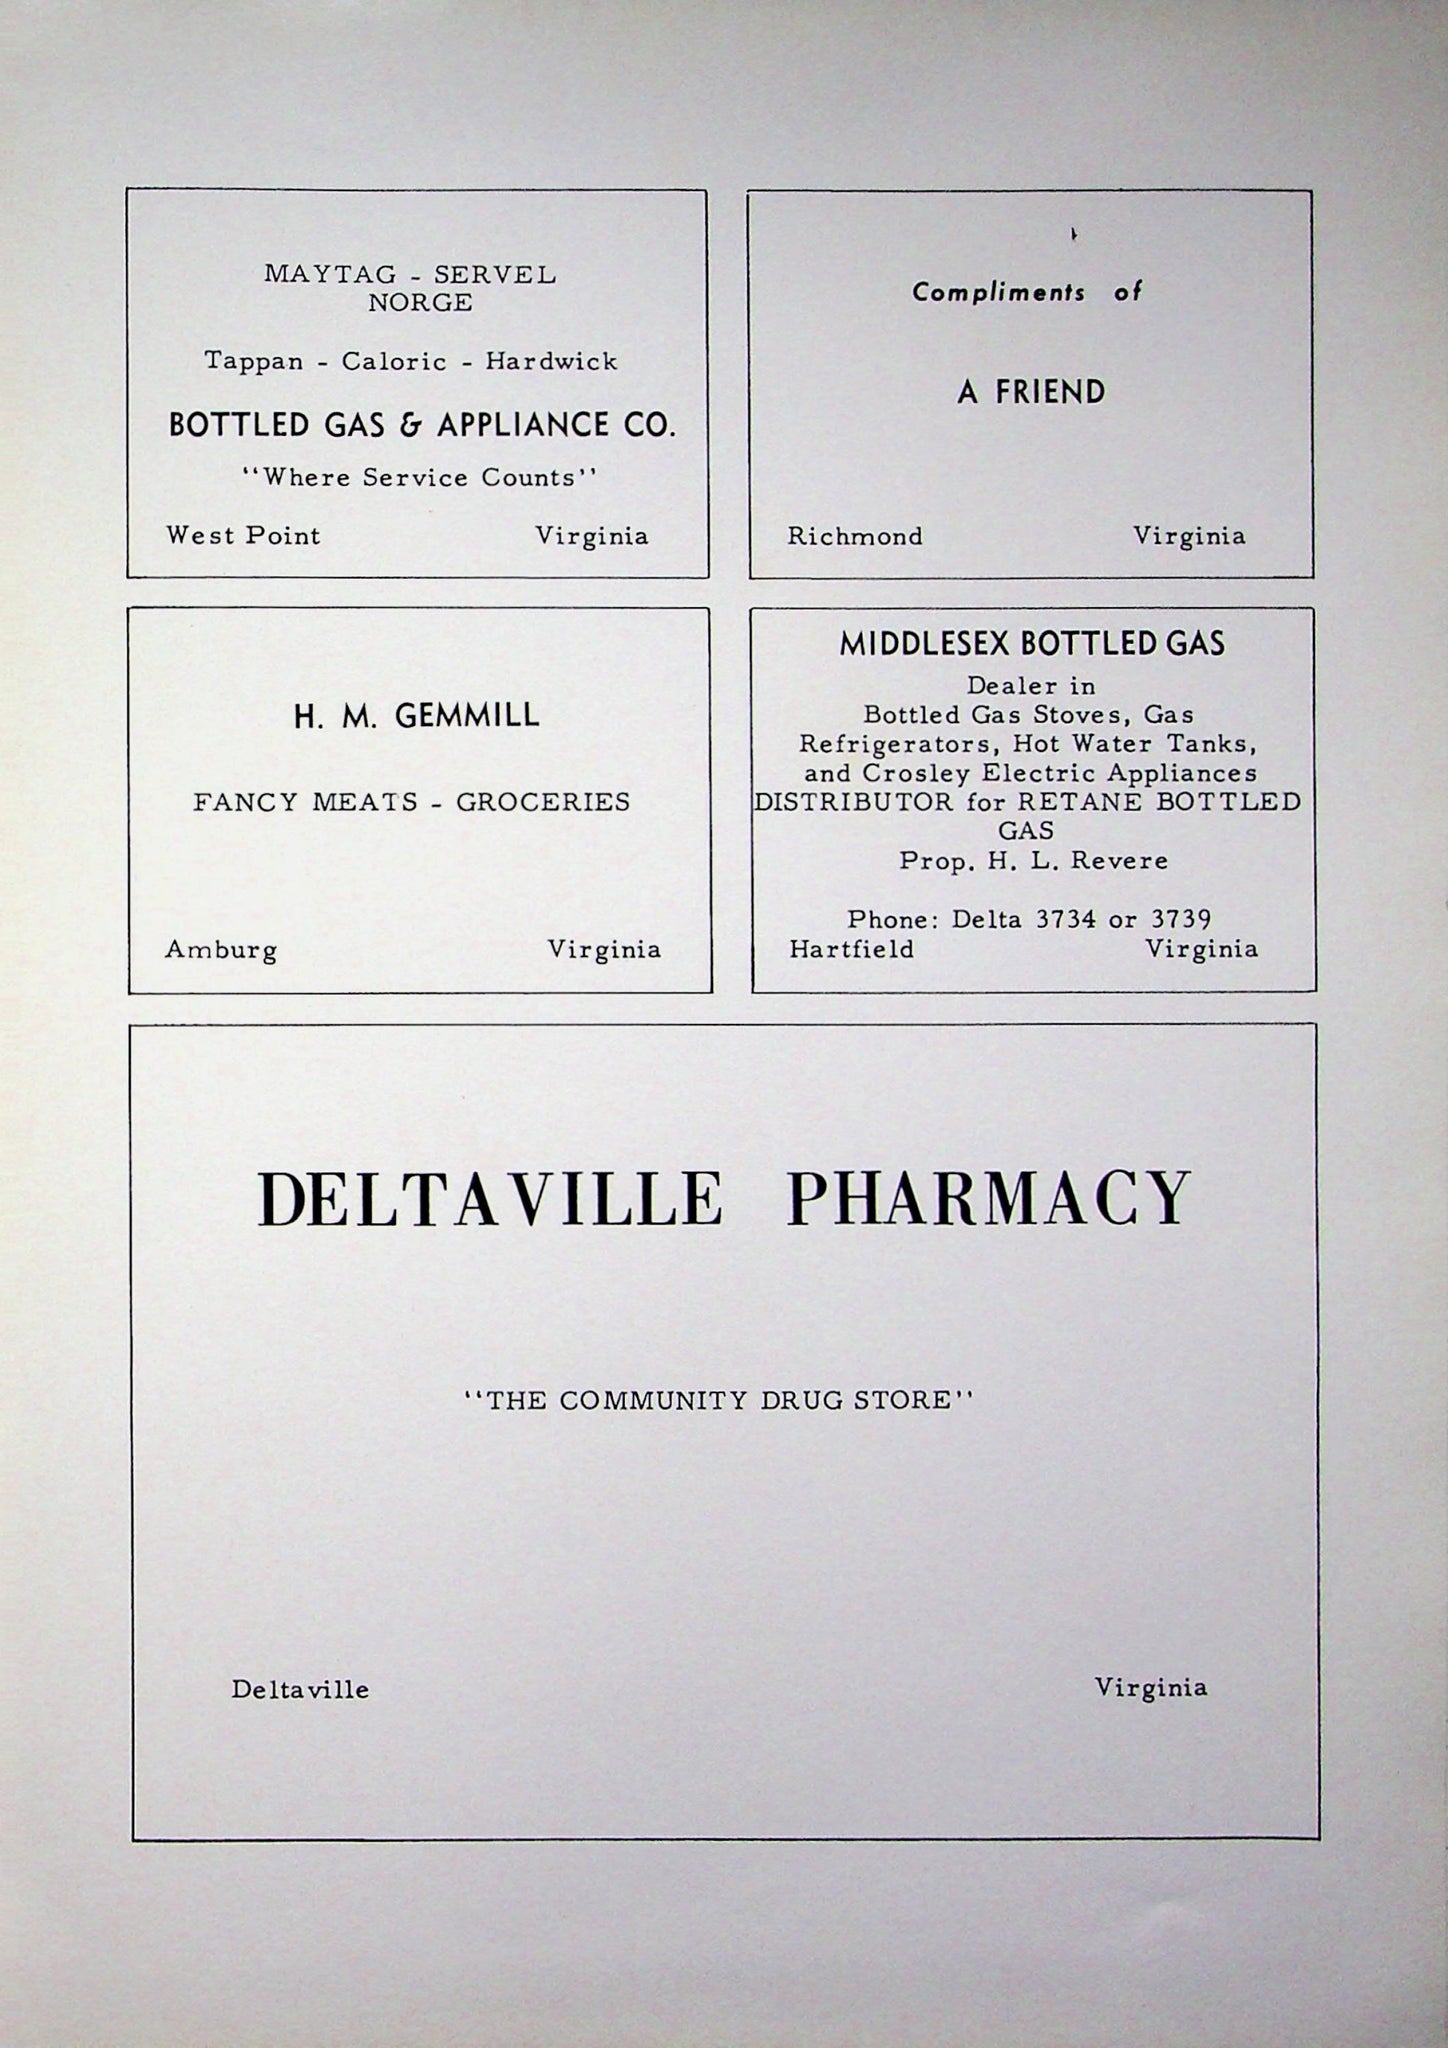 MAYTAG - SERVEL
NORGE
Tappan - Caloric - Hardwick
BOTTLED GAS & APPLIANCE CO.
"Where Service Counts"
West Point Virginia
Compliments of
A FRIEND
Richmond Virginia
H. M. GEMMILL
FANCY MEATS - GROCERIES
Amburg Virginia
MIDDLESEX BOTTLED GAS
Dealer in
Bottled Gas Stoves, Gas
Refrigerators, Hot Water Tanks,
and Crosley Electric Appliances
DISTRIBUTOR for RETANE BOTTLED
GAS
Prop. H. L. Revere
Phone: Delta 3734 or 3739
Hartfield Virginia
DELTAVILLE PHARMACY
"THE COMMUNITY DRUG STORE"
Deltaville Virginia